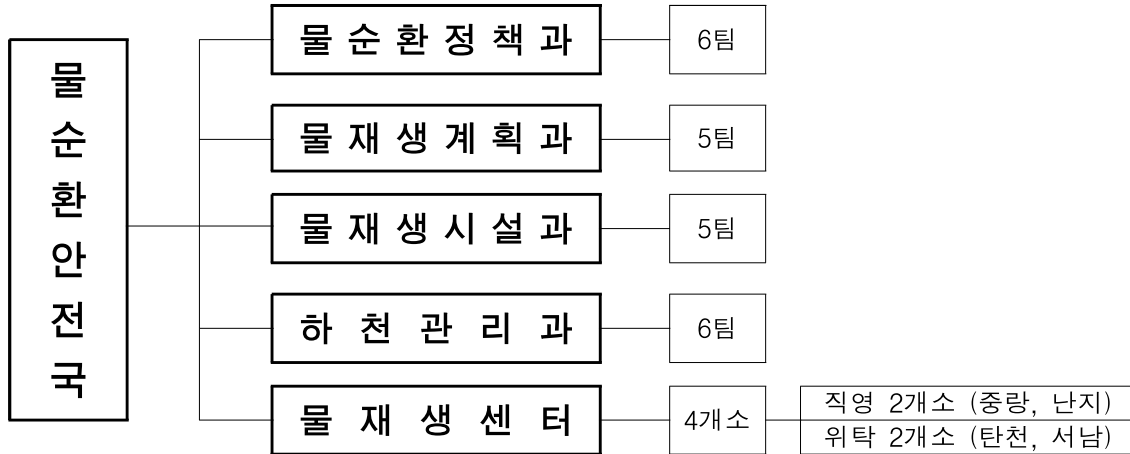 물순환안전국
물순환정책과 6팀
물재생계획과 5팀
물재생시설과 5팀
하천관리과 6팀
물재생센터 4개소
직영 2개소 (중랑, 난지)
위탁 2개소 (탄천, 서남)